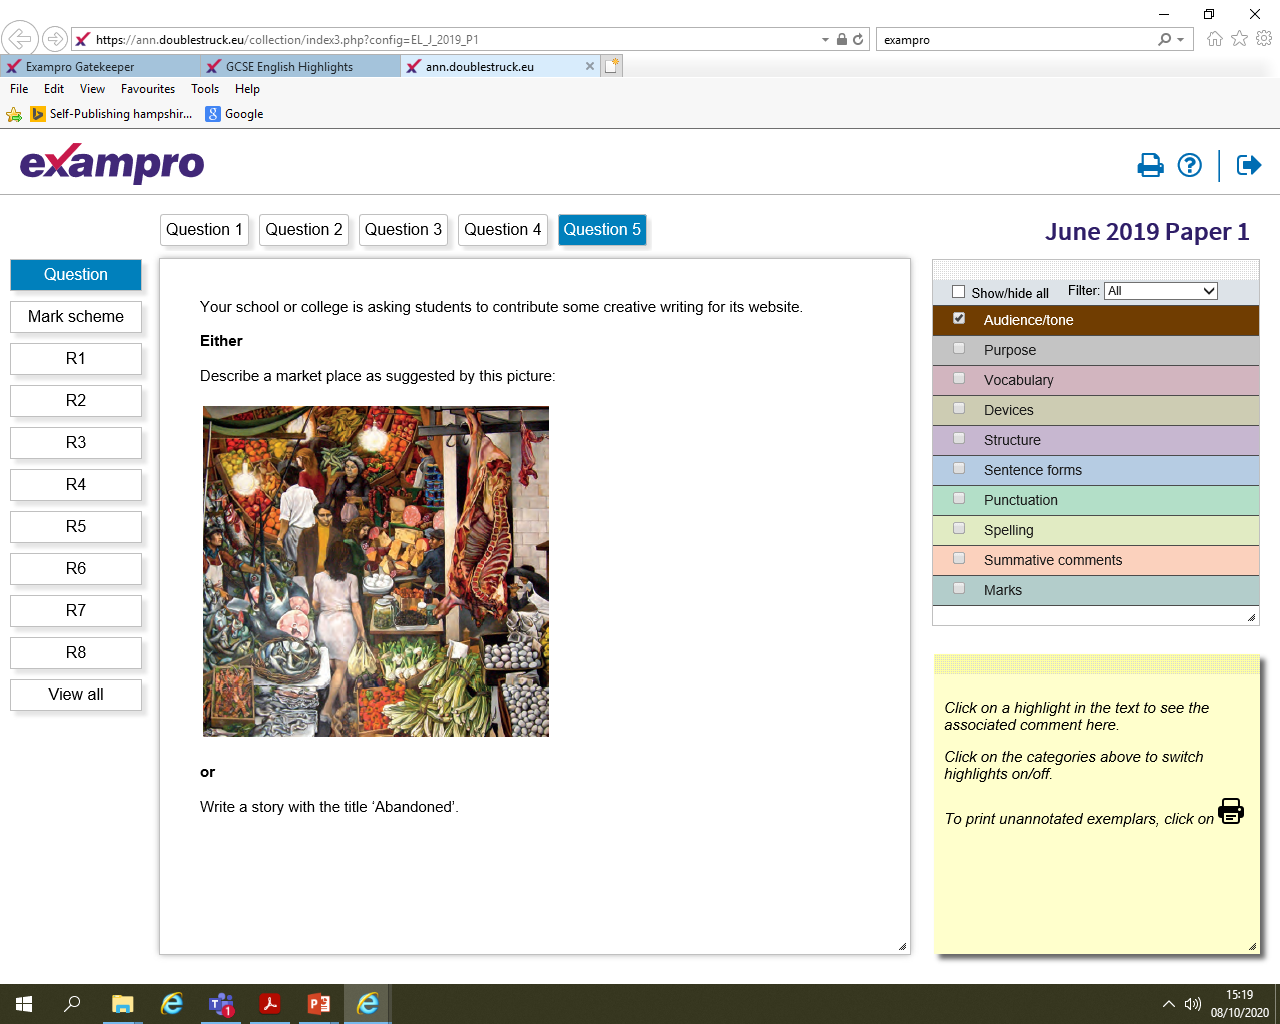 https://ann.doublestruck.eu/collection/index3.php?config=EL_J_2019_P1
exampro
Exampro Gatekeeper
GCSE English Highlights
ann.doublestruck.eu
File Edit View Favourites Tools Help
Self-Publishing hampshir...
Google
exampro
Question 1
Question 2
Question 3
Question 4
Question 5
June 2019 Paper 1
Question
Mark scheme
R1
R2
R3
R4
R5
R6
R7
R8
View all
Your school or college is asking students to contribute some creative writing for its website.
Either
Describe a market place as suggested by this picture:
or
Write a story with the title ‘Abandoned’.
Show/hide all
Filter: All
Audience/tone
Purpose
Vocabulary
Devices
Structure
Sentence forms
Punctuation
Spelling
Summative comments
Marks
Click on a highlight in the text to see the
associated comment here.
Click on the categories above to switch
highlights on/off.
To print unannotated exemplars, click on
1
15:19
08/10/2020